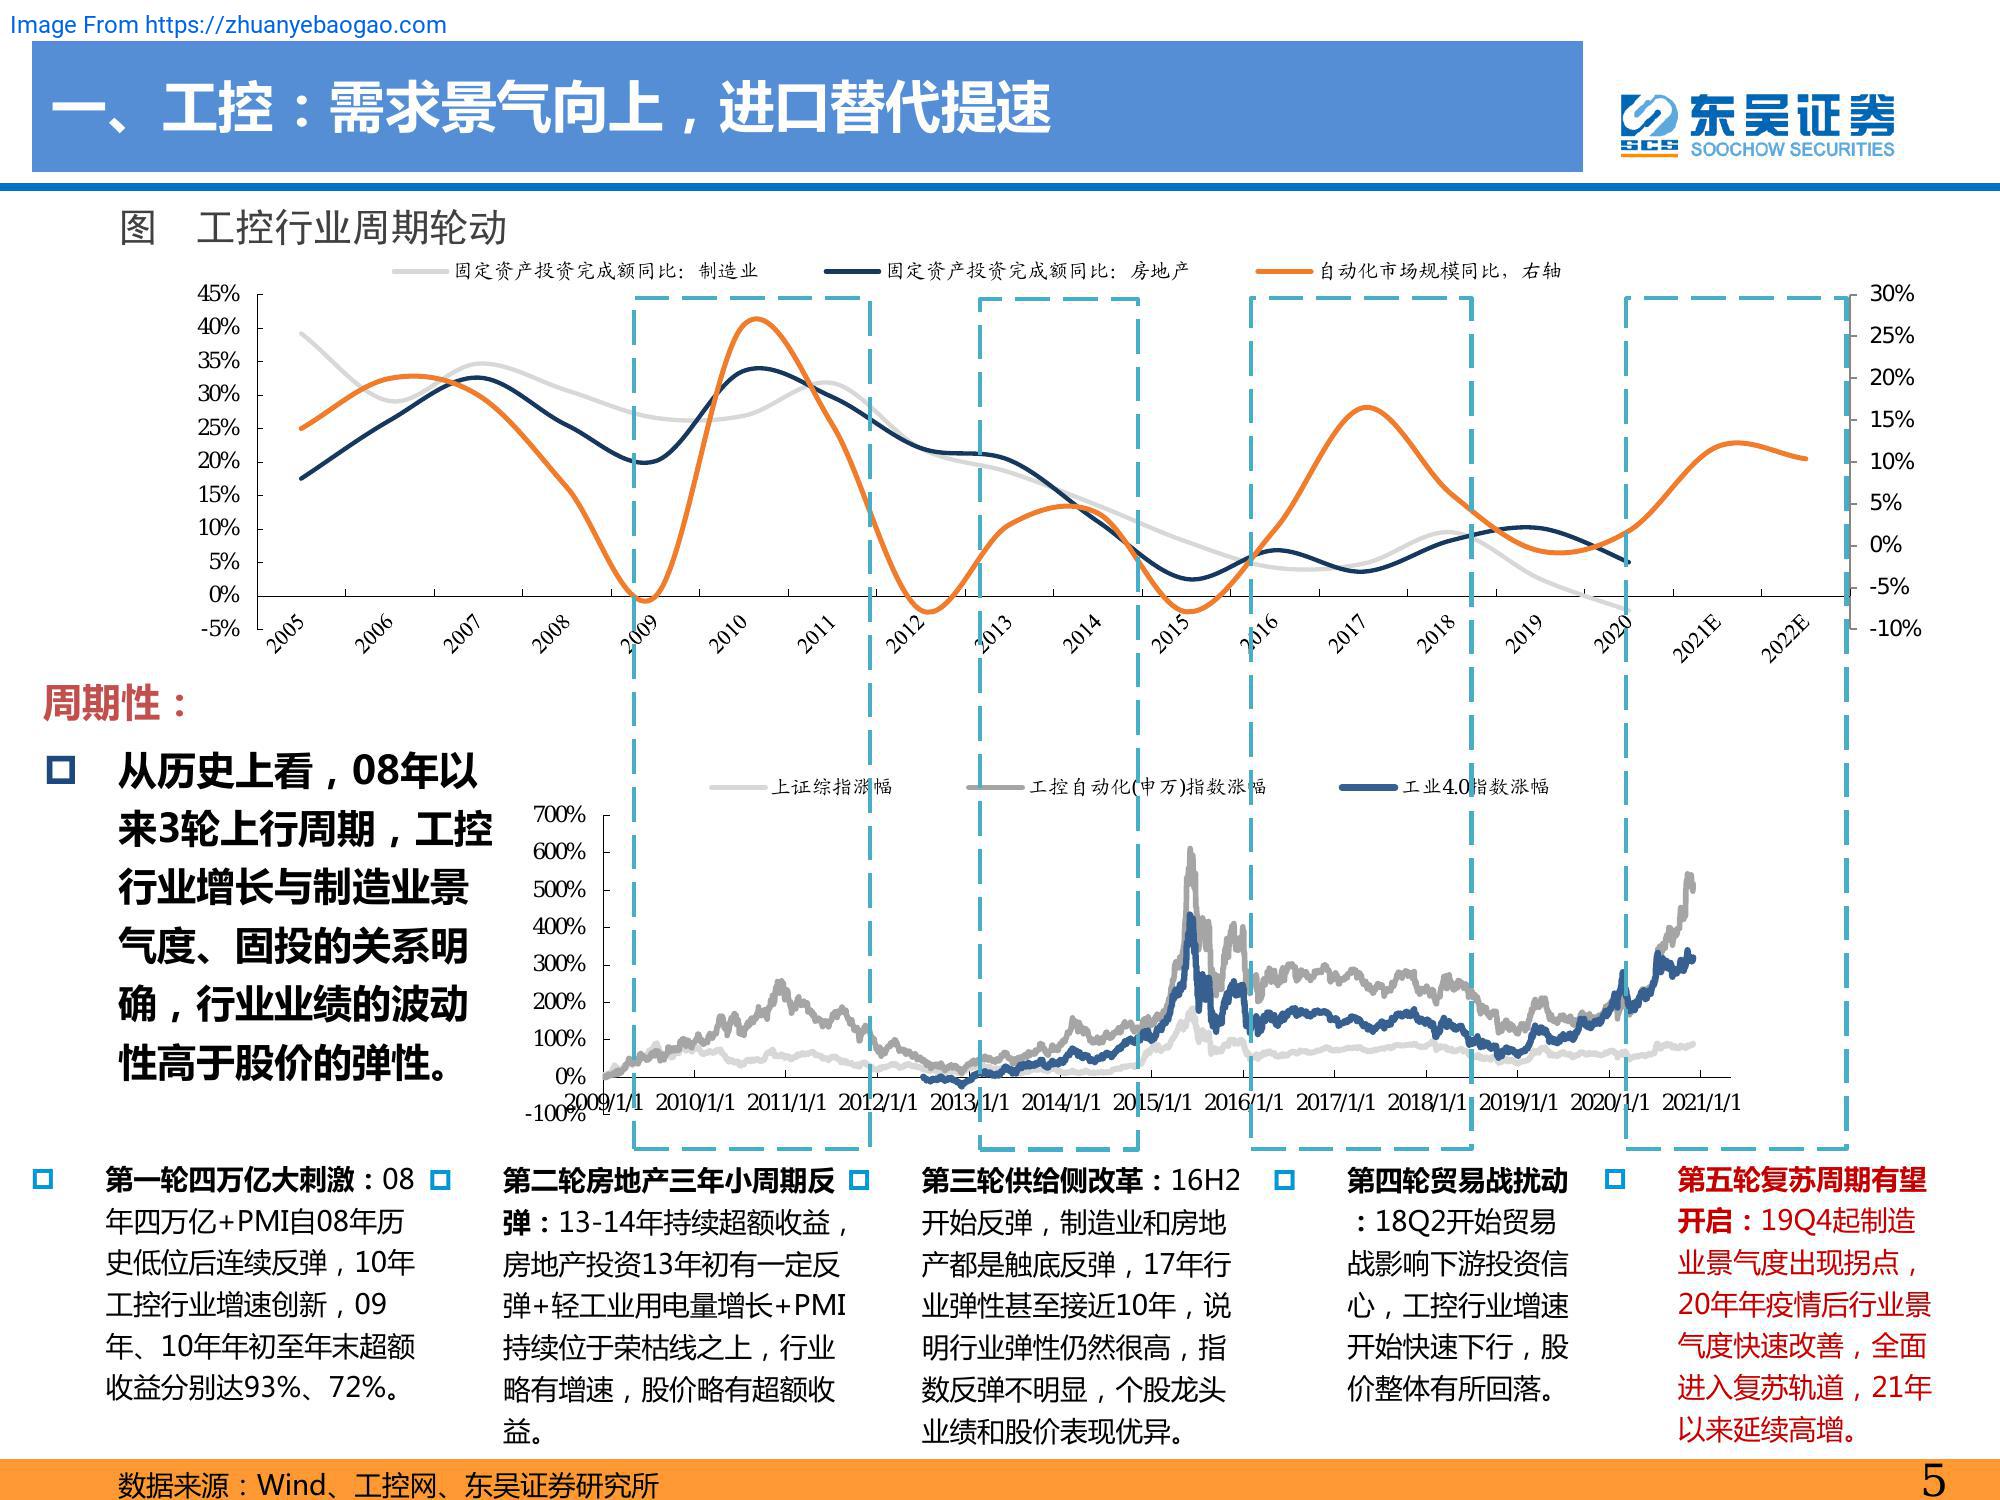 Image From https://zhuanyebaogao.com
一、工控：需求景气向上，进口替代提速
东吴证券
SCS
SOOCHOW SECURITIES
图 工控行业周期轮动
固定资产投资完成额同比：制造业
固定资产投资完成额同比：房地产
自动化市场规模同比，右轴
45%
40%
35%
30%
25%
20%
15%
10%
5%
0%
-5%
30%
25%
20%
15%
10%
5%
0%
-5%
-10%
2005
2006
2007
2008
2009
2010
2011
2012
2013
2014
2015
2016
2017
2018
2019
2020
2021E
2022E
周期性：
从历史上看，08年以
来3轮上行周期，工控
行业增长与制造业景
气度、固投的关系明
确，行业业绩的波动
性高于股价的弹性。
上证综指涨幅
工控自动化(申万)指数涨幅
工业4.0指数涨幅
700%
600%
500%
400%
300%
200%
100%
0%
-100%
2009/1/1
2010/1/1
2011/1/1
2012/1/1
2013/1/1
2014/1/1
2015/1/1
2016/1/1
2017/1/1
2018/1/1
2019/1/1
2020/1/1
2021/1/1
第一轮四万亿大刺激：08
年四万亿+PMI自08年历
史低位后连续反弹，10年
工控行业增速创新，09
年、10年年初至年末超额
收益分别达93%、72%。
第二轮房地产三年小周期反
弹：13-14年持续超额收益，
房地产投资13年初有一定反
弹+轻工业用电量增长+PMI
持续位于荣枯线之上，行业
略有增速，股价略有超额收
益。
第三轮供给侧改革：16H2
开始反弹，制造业和房地
产都是触底反弹，17年行
业弹性甚至接近10年，说
明行业弹性仍然很高，指
数反弹不明显，个股龙头
业绩和股价表现优异。
第四轮贸易战扰动
：18Q2开始贸易
战影响下游投资信
心，工控行业增速
开始快速下行，股
价整体有所回落。
第五轮复苏周期有望
开启：19Q4起制造
业景气度出现拐点，
20年年疫情后行业景
气度快速改善，全面
进入复苏轨道，21年
以来延续高增。
数据来源：Wind、工控网、东吴证券研究所
5